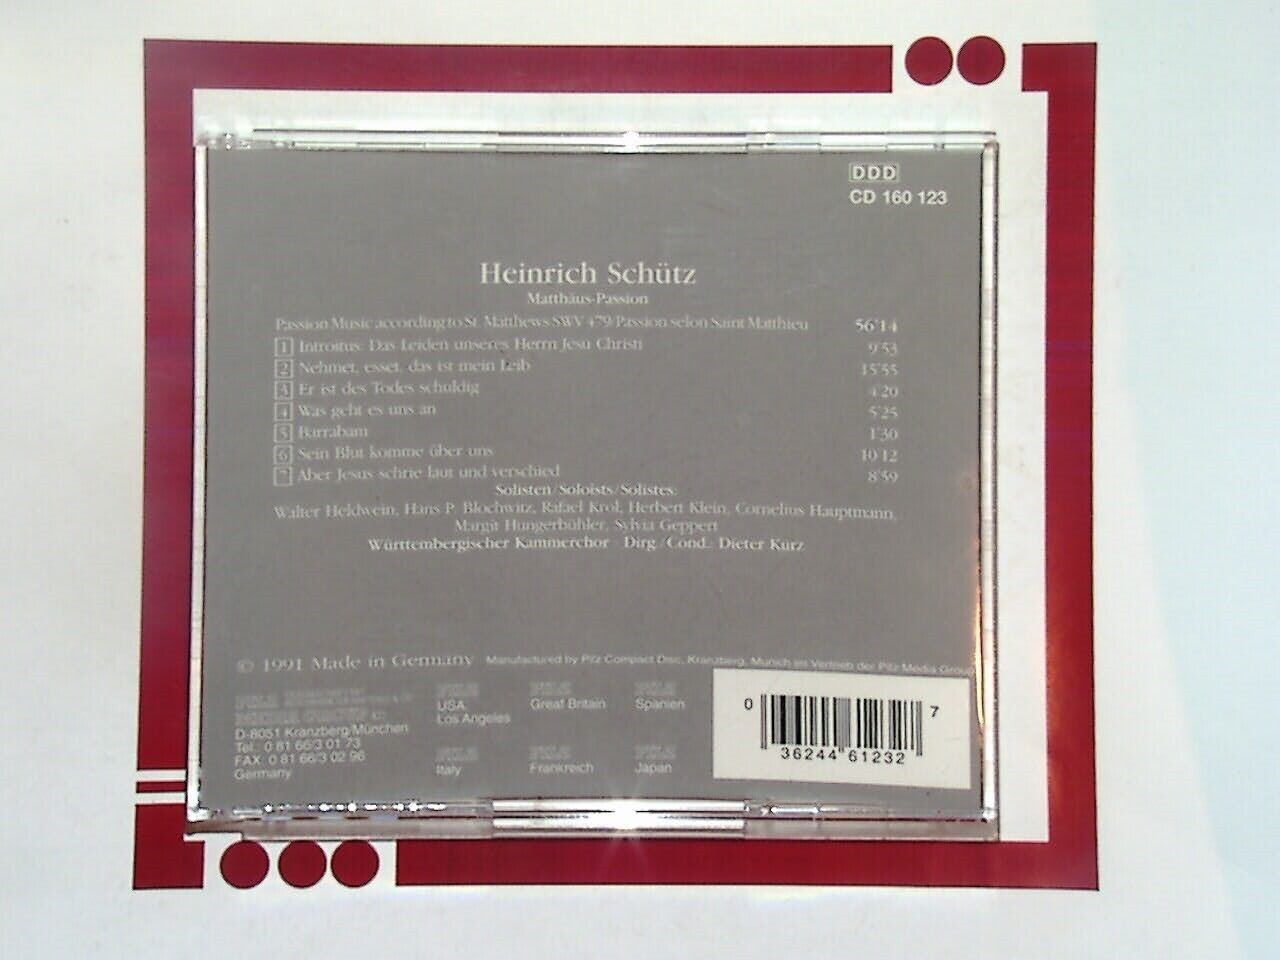 DDD
CD 160 123
Heinrich Schütz
Matthäus-Passion
Passion Music according to St. Matthews SWV 479/Passion selon Saint Matthieu 56'14
1 Introitus: Das Leiden unseres Herrn Jesu Christi 9'53
2 Nehmet, esset, das ist mein Leib 15'55
3 Er ist des Todes schuldig 4'20
4 Was geht es uns an 5'25
5 Barrabam 1'30
6 Sein Blut komme über uns 10'12
7 Aber Jesus schrie laut und verschied 8'59
Solisten/Soloists/Solistes:
Walter Heldwein, Hans P. Blochwitz, Rafael Krol, Herbert Klein, Cornelius Hauptmann,
Margit Hungerbühler, Sylvia Geppert
Württembergischer Kammerchor · Dirg./Cond.: Dieter Kurz
© 1991 Made in Germany Manufactured by Pilz Compact Disc, Kranzberg, Munich im Vertrieb der Pilz Media Group
D-8051 Kranzberg/München
Tel.: 0 81 66/3 01 73
FAX: 0 81 66/3 02 96
Germany
USA
Los Angeles
Great Britain
Spanien
Italy
Frankreich
Japan
0 36244 61232 7